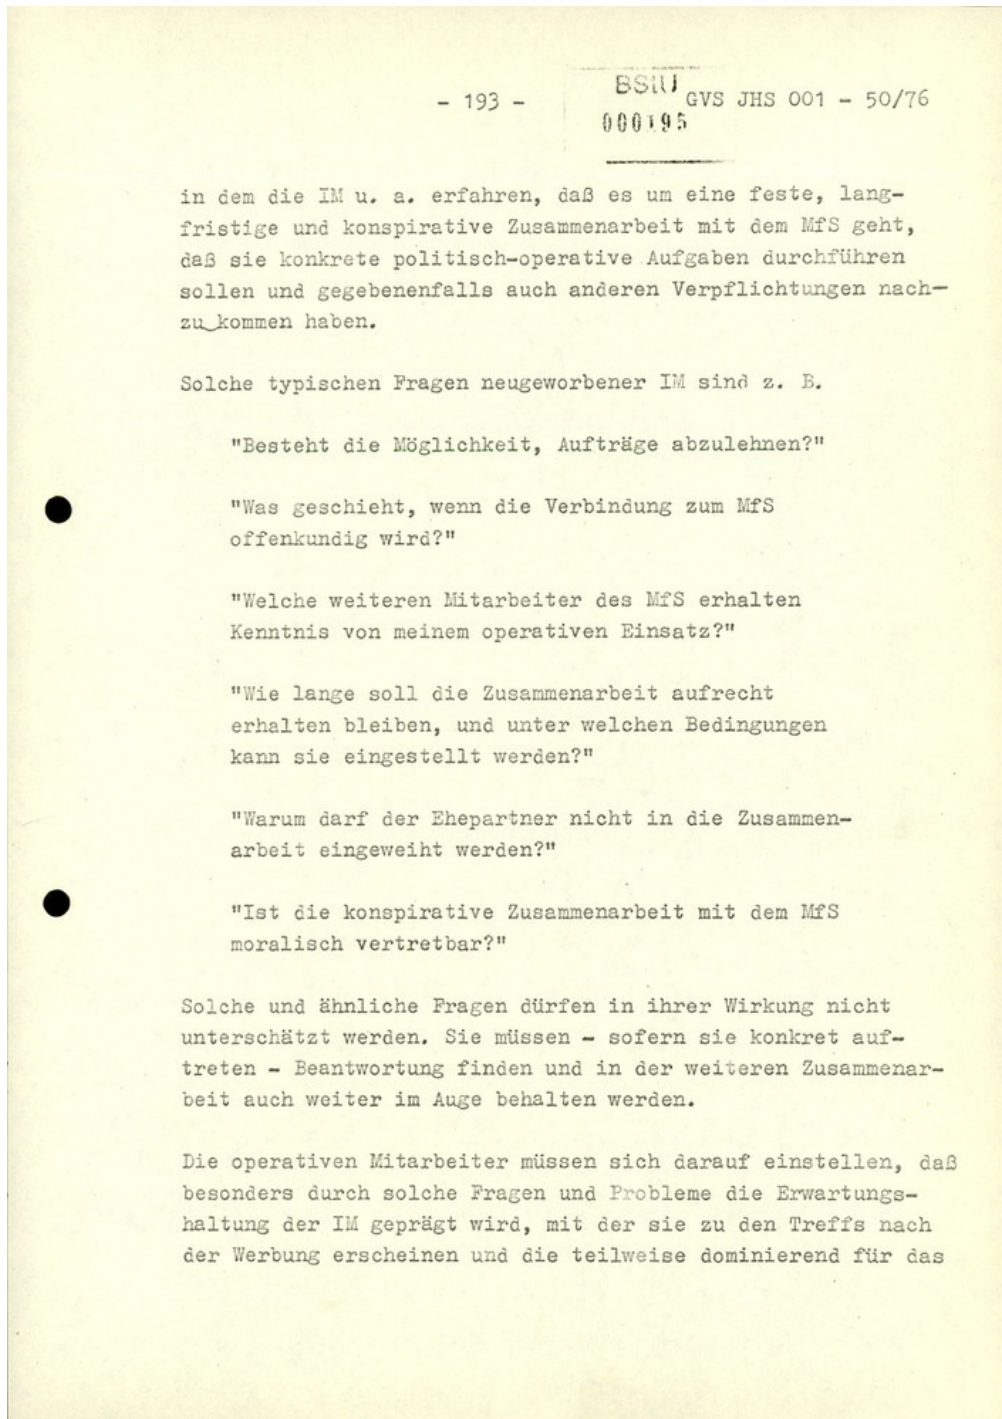 - 193 -
BStU
GVS JHS 001 - 50/76
000195
in dem die IM u. a. erfahren, daß es um eine feste, lang-
fristige und konspirative Zusammenarbeit mit dem MfS geht,
daß sie konkrete politisch-operative Aufgaben durchführen
sollen und gegebenenfalls auch anderen Verpflichtungen nach-
zu kommen haben.
Solche typischen Fragen neugeworbener IM sind z. B.
"Besteht die Möglichkeit, Aufträge abzulehnen?"
"Was geschieht, wenn die Verbindung zum MfS
offenkundig wird?"
"Welche weiteren Mitarbeiter des MfS erhalten
Kenntnis von meinem operativen Einsatz?"
"Wie lange soll die Zusammenarbeit aufrecht
erhalten bleiben, und unter welchen Bedingungen
kann sie eingestellt werden?"
"Warum darf der Ehepartner nicht in die Zusammen-
arbeit eingeweiht werden?"
"Ist die konspirative Zusammenarbeit mit dem MfS
moralisch vertretbar?"
Solche und ähnliche Fragen dürfen in ihrer Wirkung nicht
unterschätzt werden. Sie müssen - sofern sie konkret auf-
treten - Beantwortung finden und in der weiteren Zusammenar-
beit auch weiter im Auge behalten werden.
Die operativen Mitarbeiter müssen sich darauf einstellen, daß
besonders durch solche Fragen und Probleme die Erwartungs-
haltung der IM geprägt wird, mit der sie zu den Treffs nach
der Werbung erscheinen und die teilweise dominierend für das